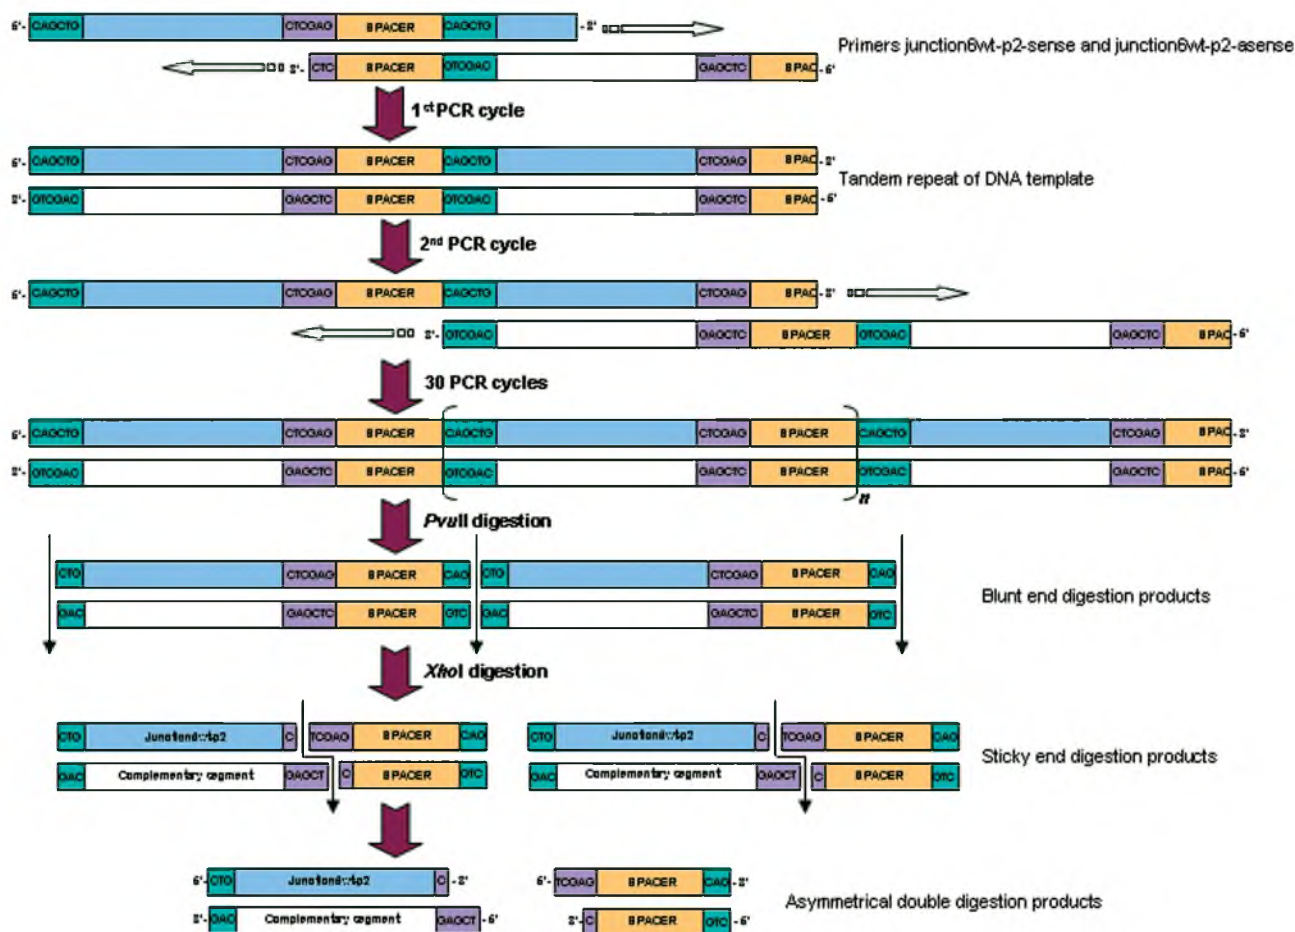 5'- CAGCTG CTCGAG SPACER CAGCTG - 3'
Primers junction6wt-p2-sense and junction6wt-p2-asense
3'- CTC SPACER GTCGAC GAGCTC SPAC - 5'
1st PCR cycle
5'- CAGCTG CTCGAG SPACER CAGCTG CTCGAG SPAC - 3'
Tandem repeat of DNA template
3'- GTCGAC GAGCTC SPACER GTCGAC GAGCTC SPAC - 5'
2nd PCR cycle
5'- CAGCTG CTCGAG SPACER CAGCTG CTCGAG SPAC - 3'
3'- GTCGAC GAGCTC SPACER GTCGAC GAGCTC SPAC - 5'
30 PCR cycles
5'- CAGCTG CTCGAG SPACER CAGCTG CTCGAG SPACER CAGCTG CTCGAG SPAC - 3'
3'- GTCGAC GAGCTC SPACER GTCGAC GAGCTC SPACER GTCGAC GAGCTC SPAC - 5'
n
PvuII digestion
CTG CTCGAG SPACER CAG CTG CTCGAG SPACER CAG
Blunt end digestion products
GAC GAGCTC SPACER GTC GAC GAGCTC SPACER GTC
XhoI digestion
CTG Junction6wtp2 C TCGAG SPACER CAG CTG Junction6wtp2 C TCGAG SPACER CAG
Sticky end digestion products
GAC Complementary segment GAGCT C SPACER GTC GAC Complementary segment GAGCT C SPACER GTC
5'- CTG Junction6wtp2 C - 3' 5'- TCGAG SPACER CAG - 3'
Asymmetrical double digestion products
3'- GAC Complementary segment GAGCT - 5' 3'- C SPACER GTC - 5'